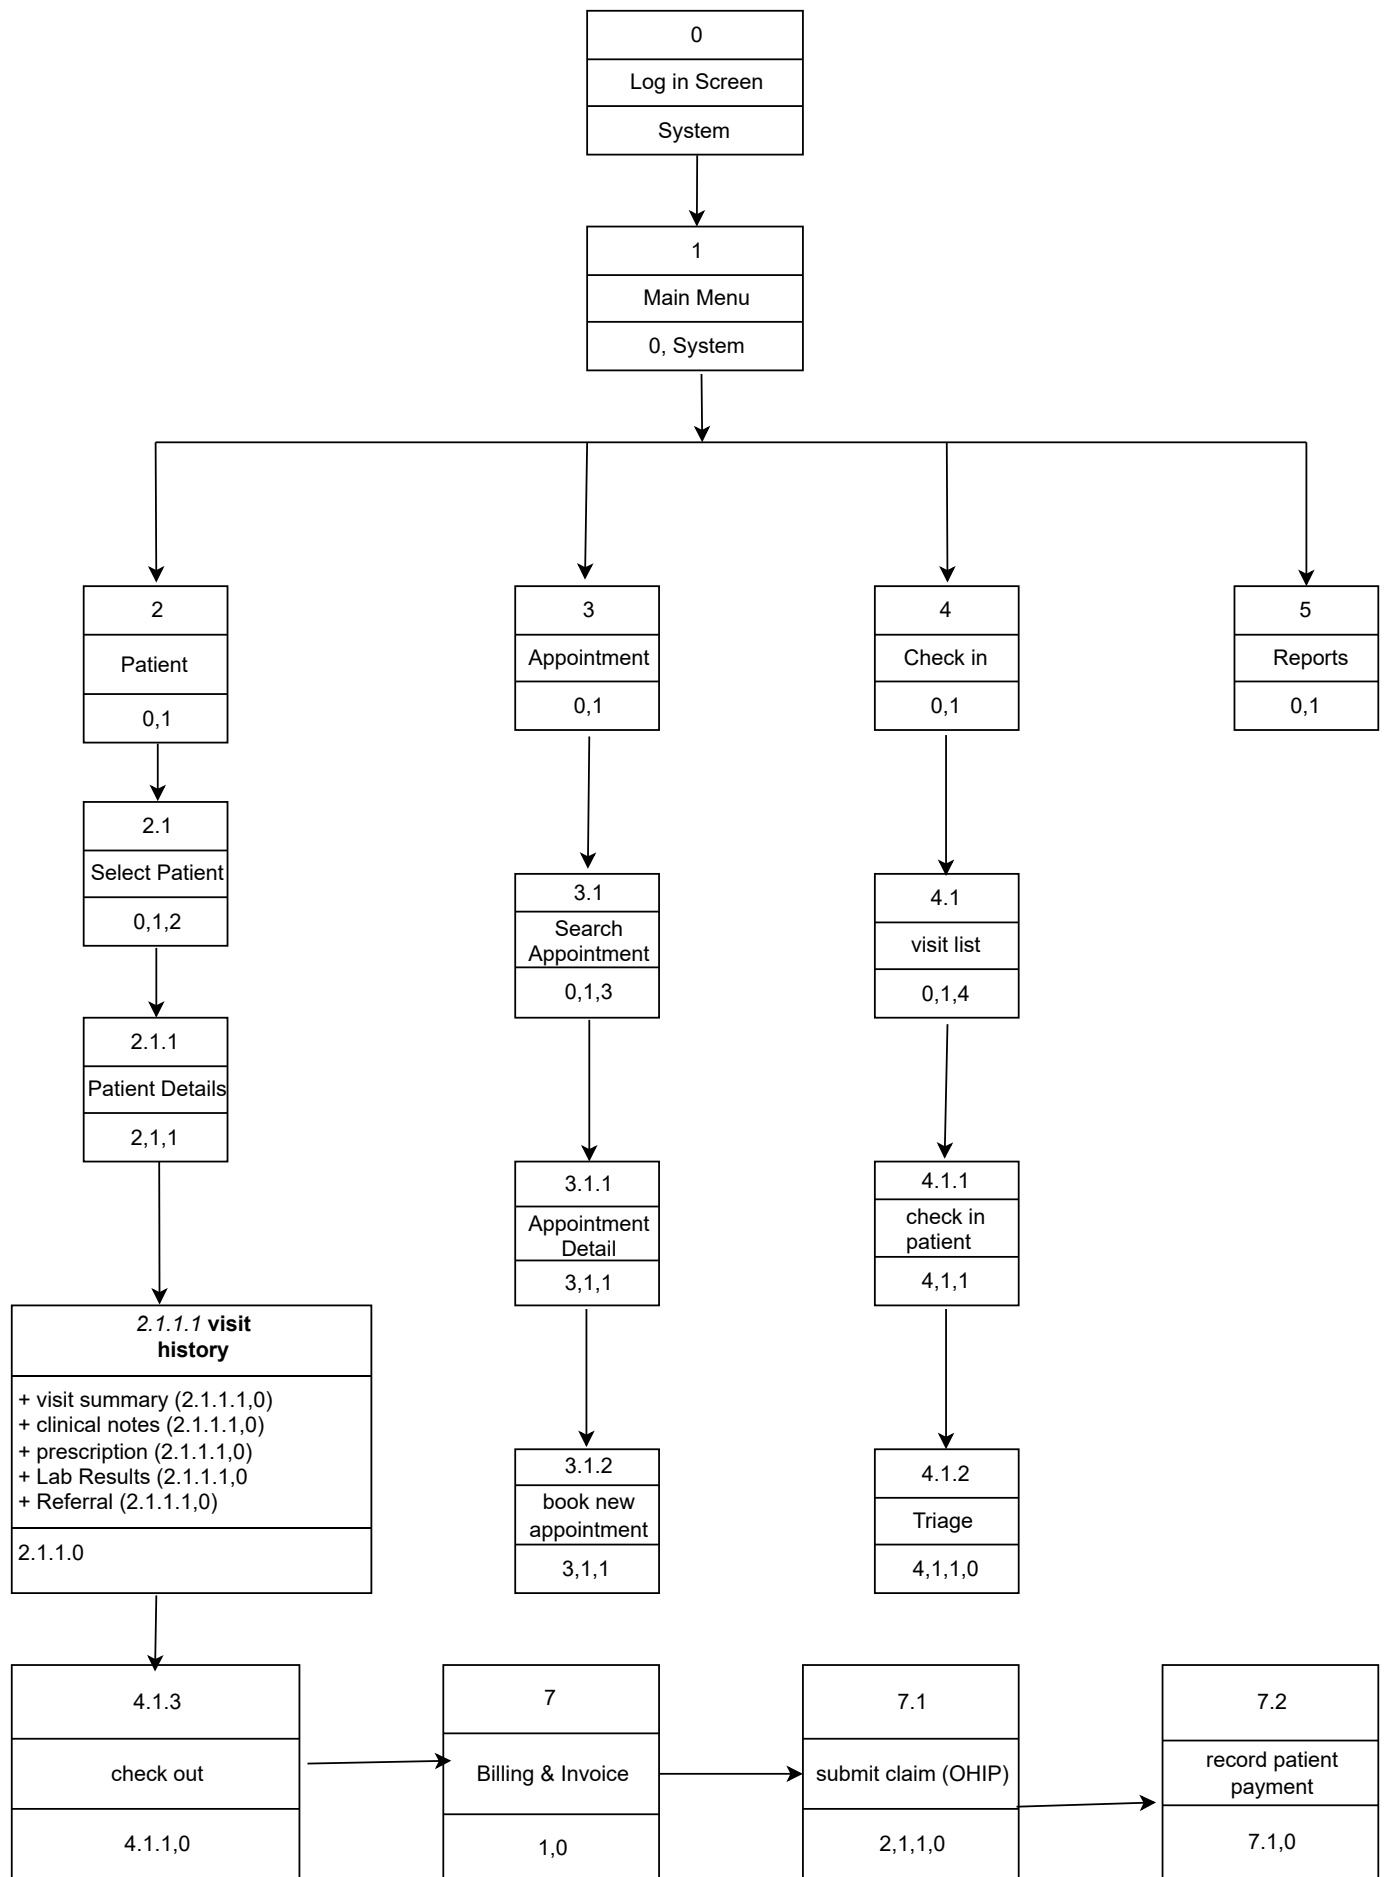 0
Log in Screen
System
1
Main Menu
0, System
2
Patient
0,1
3
Appointment
0,1
4
Check in
0,1
5
Reports
0,1
2.1
Select Patient
0,1,2
3.1
Search
Appointment
0,1,3
4.1
visit list
0,1,4
2.1.1
Patient Details
2,1,1
3.1.1
Appointment
Detail
3,1,1
4.1.1
check in
patient
4,1,1
2.1.1.1 visit
history
+ visit summary (2.1.1.1,0)
+ clinical notes (2.1.1.1,0)
+ prescription (2.1.1.1,0)
+ Lab Results (2.1.1.1,0
+ Referral (2.1.1.1,0)
2.1.1.0
3.1.2
book new
appointment
3,1,1
4.1.2
Triage
4,1,1,0
4.1.3
check out
4.1.1,0
7
Billing & Invoice
1,0
7.1
submit claim (OHIP)
2,1,1,0
7.2
record patient
payment
7.1,0